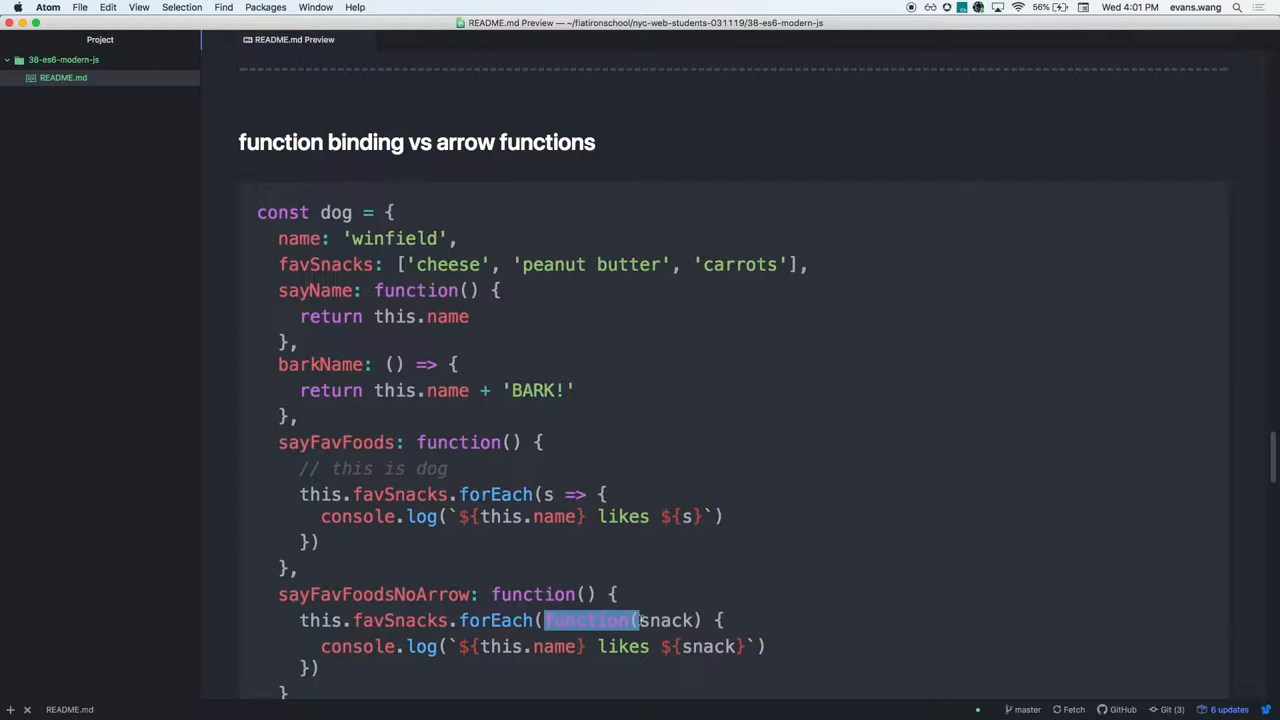 Atom File Edit View Selection Find Packages Window Help
56% Wed 4:01 PM evans.wang
README.md Preview — ~/flatironschool/nyc-web-students-031119/38-es6-modern-js
Project
README.md Preview
38-es6-modern-js
README.md
function binding vs arrow functions
const dog = {
name: 'winfield',
favSnacks: ['cheese', 'peanut butter', 'carrots'],
sayName: function() {
return this.name
},
barkName: () => {
return this.name + 'BARK!'
},
sayFavFoods: function() {
// this is dog
this.favSnacks.forEach(s => {
console.log(`${this.name} likes ${s}`)
})
},
sayFavFoodsNoArrow: function() {
this.favSnacks.forEach(function(snack) {
console.log(`${this.name} likes ${snack}`)
})
}
README.md
master Fetch GitHub Git (3) 6 updates